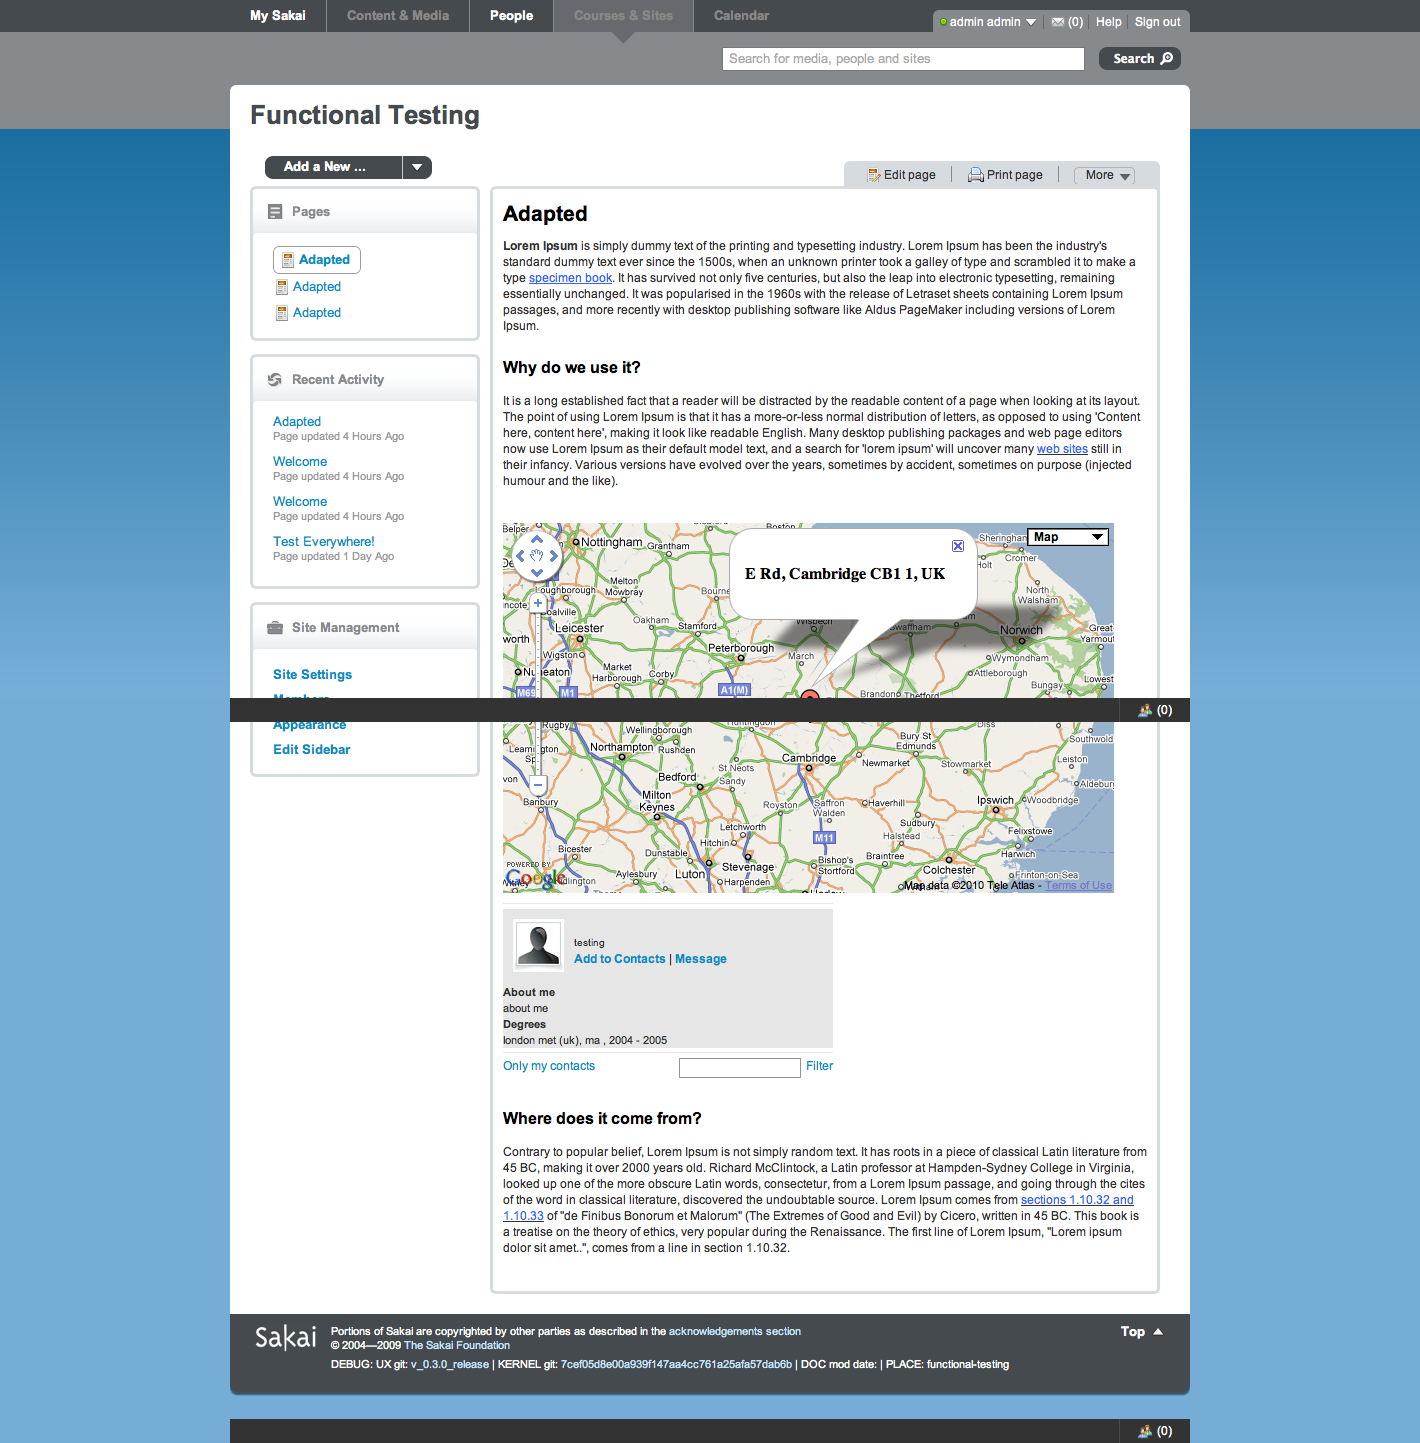 My Sakai Content & Media People Courses & Sites Calendar
admin admin (0) Help Sign out
Search for media, people and sites Search
Functional Testing
Add a New ...
Edit page Print page More
Pages
Adapted
Adapted
Adapted
Recent Activity
Adapted
Page updated 4 Hours Ago
Welcome
Page updated 4 Hours Ago
Welcome
Page updated 4 Hours Ago
Test Everywhere!
Page updated 1 Day Ago
Site Management
Site Settings
Members
Appearance
Edit Sidebar
Adapted
Lorem Ipsum is simply dummy text of the printing and typesetting industry. Lorem Ipsum has been the industry's
standard dummy text ever since the 1500s, when an unknown printer took a galley of type and scrambled it to make a
type specimen book. It has survived not only five centuries, but also the leap into electronic typesetting, remaining
essentially unchanged. It was popularised in the 1960s with the release of Letraset sheets containing Lorem Ipsum
passages, and more recently with desktop publishing software like Aldus PageMaker including versions of Lorem
Ipsum.
Why do we use it?
It is a long established fact that a reader will be distracted by the readable content of a page when looking at its layout.
The point of using Lorem Ipsum is that it has a more-or-less normal distribution of letters, as opposed to using 'Content
here, content here', making it look like readable English. Many desktop publishing packages and web page editors
now use Lorem Ipsum as their default model text, and a search for 'lorem ipsum' will uncover many web sites still in
their infancy. Various versions have evolved over the years, sometimes by accident, sometimes on purpose (injected
humour and the like).
Belper Boston
Nottingham Grantham Sheringham Map
Cromer
E Rd, Cambridge CB1 1, UK
Melton Mowbray
Loughborough
Coalville
North Walsham
Oakham Stamford Wisbech Swaffham
Leicester Norwich Great Yarmou
Peterborough
Wigston March Wymondham
Nuneaton Market Harborough Corby Attleborough
Bungay Lowest
M69 M1 A1(M) Brandon Thetford
(0)
Rugby Huntingdon Diss
Wellingborough Bury St Edmunds Southwold
Northampton Rushden Cambridge
St Neots Newmarket Stowmarket Leiston
Bedford Sandy Aldeburg
Banbury Milton Keynes Royston Saffron Walden Haverhill Ipswich Woodbridge
Sudbury
Letchworth M11 Halstead Felixstowe
Hitchin Harwich
Bicester Dunstable Stevenage Bishop's Stortford Braintree
Colchester
POWERED BY
Google
Aylesbury Luton Harpenden Frinton-on-Sea
Map data ©2010 Tele Atlas - Terms of Use
testing
Add to Contacts | Message
About me
about me
Degrees
london met (uk), ma , 2004 - 2005
Only my contacts Filter
Where does it come from?
Contrary to popular belief, Lorem Ipsum is not simply random text. It has roots in a piece of classical Latin literature from
45 BC, making it over 2000 years old. Richard McClintock, a Latin professor at Hampden-Sydney College in Virginia,
looked up one of the more obscure Latin words, consectetur, from a Lorem Ipsum passage, and going through the cites
of the word in classical literature, discovered the undoubtable source. Lorem Ipsum comes from sections 1.10.32 and
1.10.33 of "de Finibus Bonorum et Malorum" (The Extremes of Good and Evil) by Cicero, written in 45 BC. This book is
a treatise on the theory of ethics, very popular during the Renaissance. The first line of Lorem Ipsum, "Lorem ipsum
dolor sit amet..", comes from a line in section 1.10.32.
Sakai
Portions of Sakai are copyrighted by other parties as described in the acknowledgements section
© 2004—2009 The Sakai Foundation
DEBUG: UX git: v_0.3.0_release | KERNEL git: 7cef05d8e00a939f147aa4cc761a25afa57dab6b | DOC mod date: | PLACE: functional-testing
Top
(0)